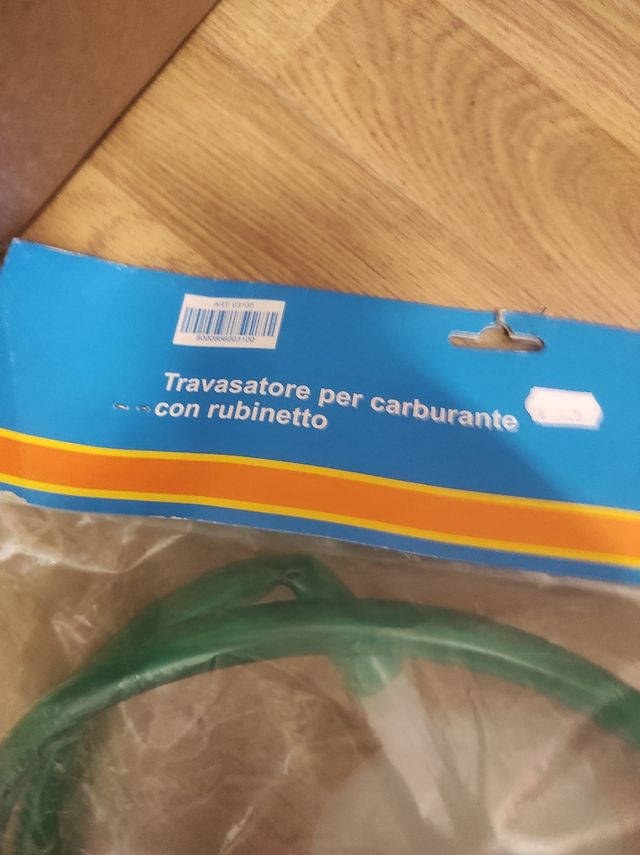 ART. 03100
Travasatore per carburante
con rubinetto